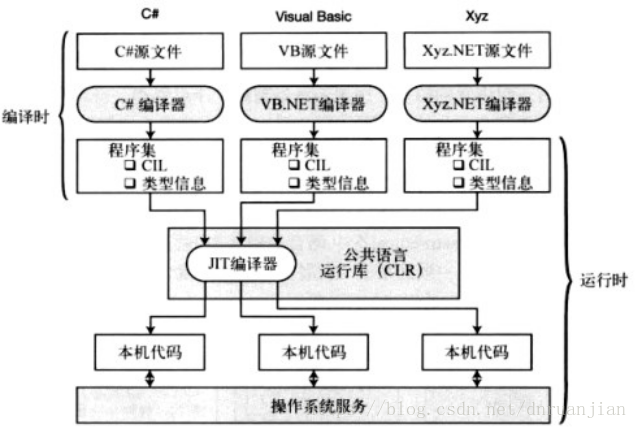 C#
Visual Basic
Xyz
C#源文件
VB源文件
Xyz.NET源文件
编译时
C# 编译器
VB.NET编译器
Xyz.NET编译器
程序集
CIL
类型信息
程序集
CIL
类型信息
程序集
CIL
类型信息
JIT编译器
公共语言
运行库（CLR）
运行时
本机代码
本机代码
本机代码
操作系统服务
https://blog.csdn.net/dnruanjian